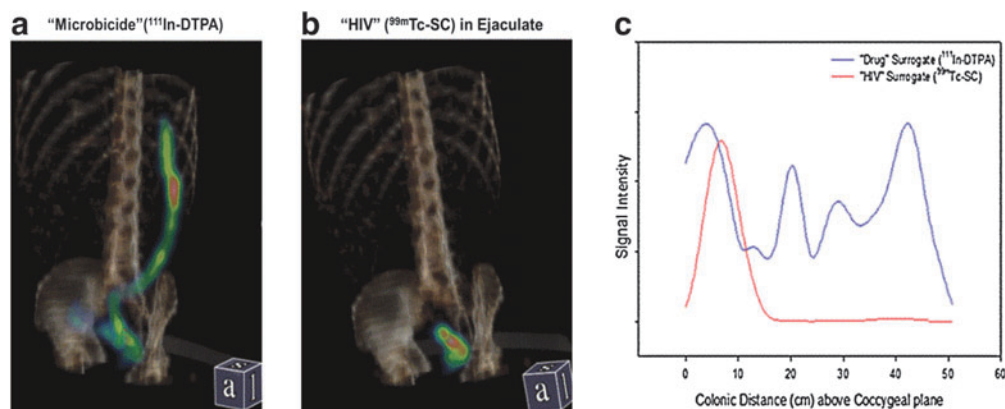 a "Microbicide"(¹¹¹In-DTPA)
b "HIV" (⁹⁹ᵐTc-SC) in Ejaculate
c
a l
a l
"Drug" Surrogate (¹¹¹In-DTPA)
"HIV" Surrogate (⁹⁹ᵐTc-SC)
Signal Intensity
0 10 20 30 40 50 60
Colonic Distance (cm) above Coccygeal plane